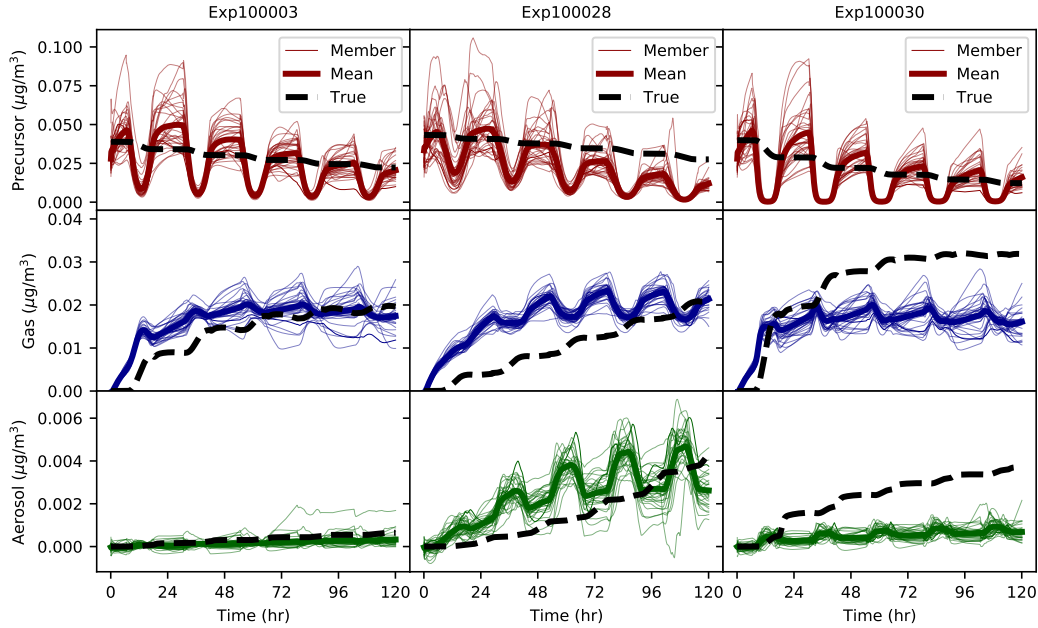 Exp100003 Exp100028 Exp100030
Precursor (μg/m³)
0.100
0.075
0.050
0.025
0.000
Member
Mean
True
Member
Mean
True
Member
Mean
True
Gas (μg/m³)
0.04
0.03
0.02
0.01
0.00
Aerosol (μg/m³)
0.006
0.004
0.002
0.000
0 24 48 72 96 120 0 24 48 72 96 120 0 24 48 72 96 120
Time (hr) Time (hr) Time (hr)